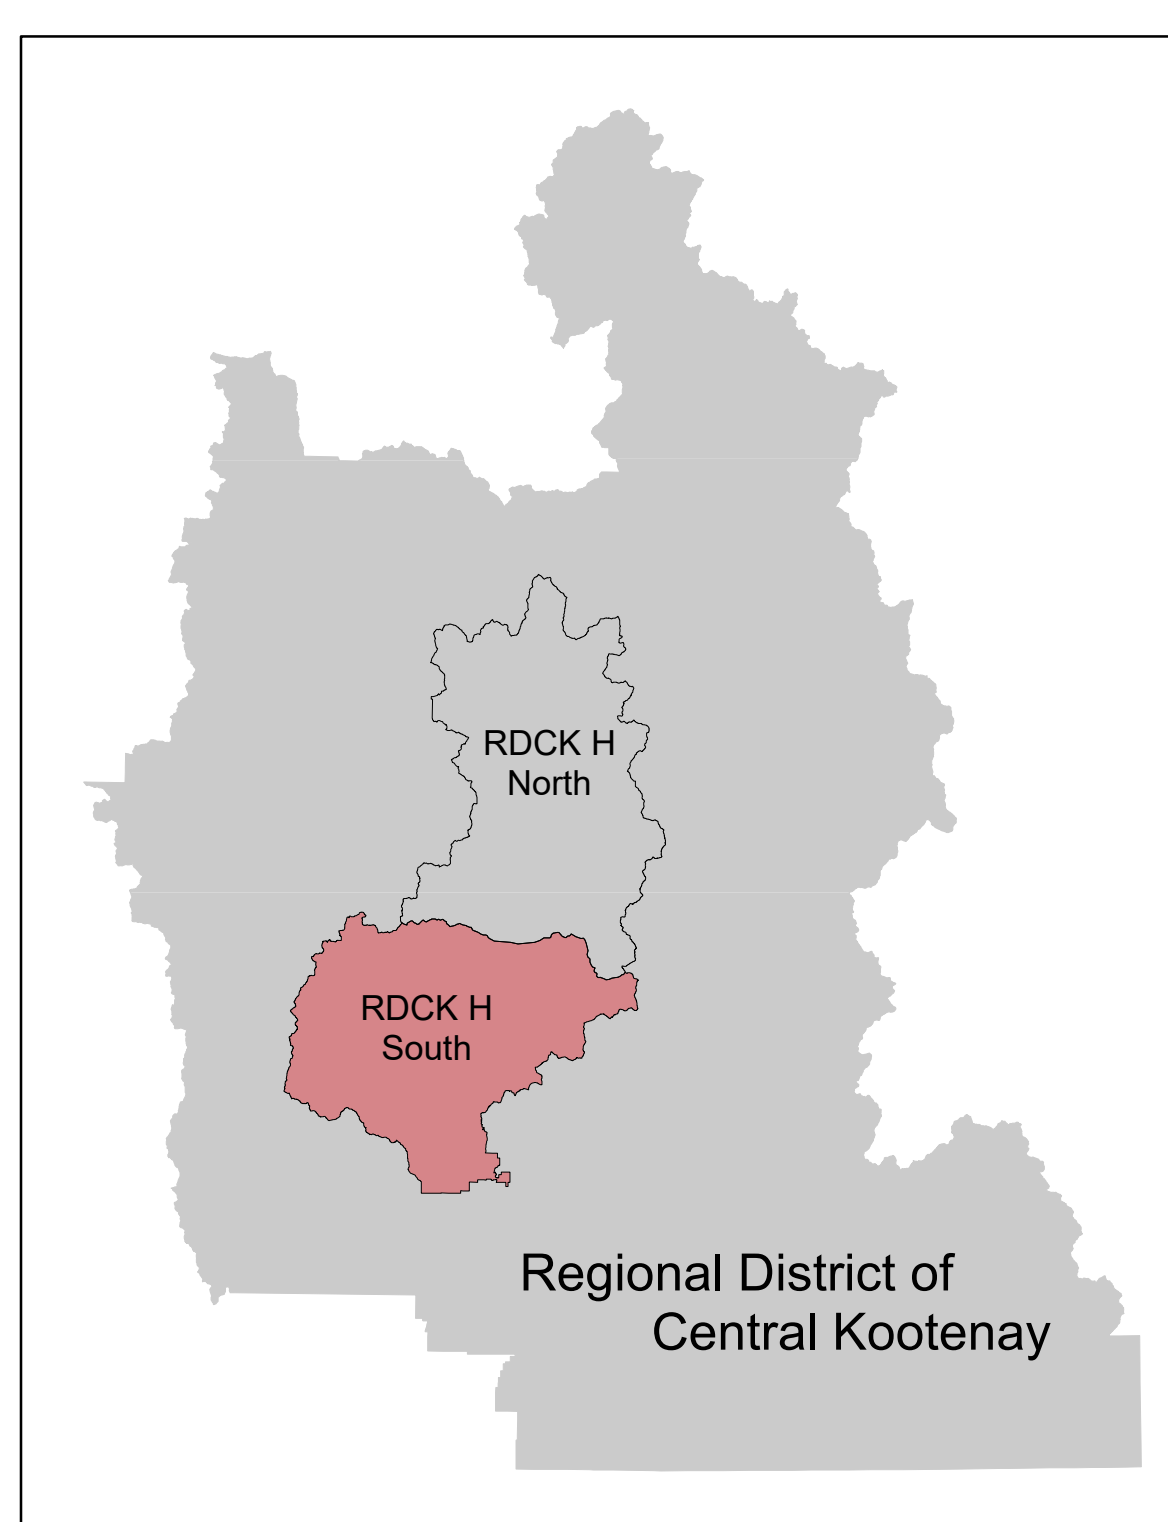 RDCK H
North
RDCK H
South
Regional District of
Central Kootenay